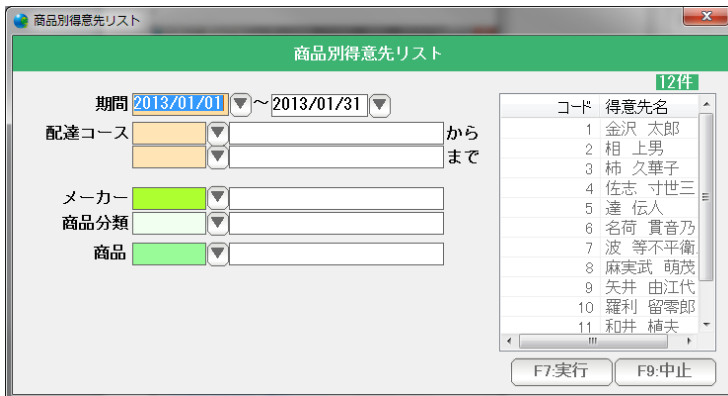 商品別得意先リスト
商品別得意先リスト
12件
期間 2013/01/01 ～ 2013/01/31
配達コース から
まで
メーカー
商品分類
商品
コード 得意先名
1 金沢 太郎
2 相 上男
3 柿 久華子
4 佐志 寸世三
5 達 伝人
6 名荷 貫音乃
7 波 等不平衛
8 麻実武 萌茂
9 矢井 由江代
10 羅利 留零郎
11 和井 植夫
F7:実行 F9:中止